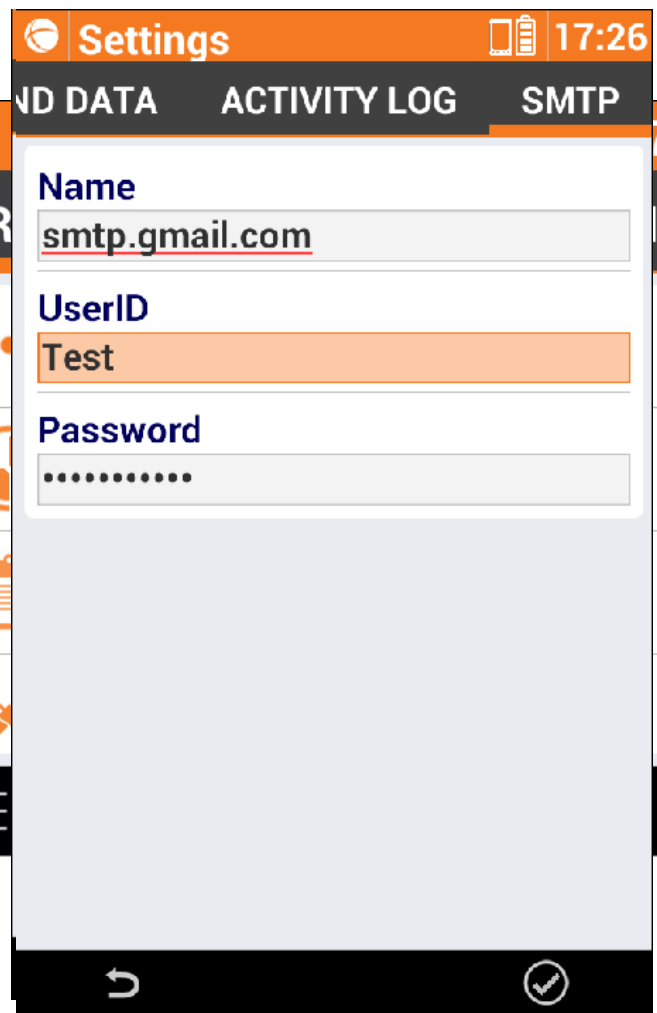 Settings
17:26
ND DATA ACTIVITY LOG SMTP
Name
smtp.gmail.com
UserID
Test
Password
•••••••••••